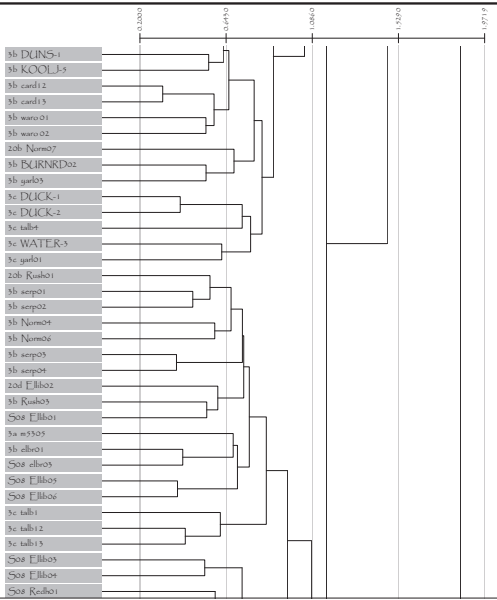 0.2000 0.6430 1.0860 1.5290 1.9719
3b DUNS-1
3b KOOLJ-5
3b card12
3b card13
3b waro01
3b waro02
20b Norm07
3b BURNRD02
3b yarl03
3c DUCK-1
3c DUCK-2
3c talb4
3c WATER-3
3c yarl01
20b Rush01
3b serp01
3b serp02
3b Norm04
3b Norm06
3b serp03
3b serp04
20d Ellib02
3b Rush03
S08 Ellib01
3a m5305
3b elbr01
S08 elbr03
S08 Ellib05
S08 Ellib06
3c talb1
3c talb12
3c talb13
S08 Ellib03
S08 Ellib04
S08 Redh01